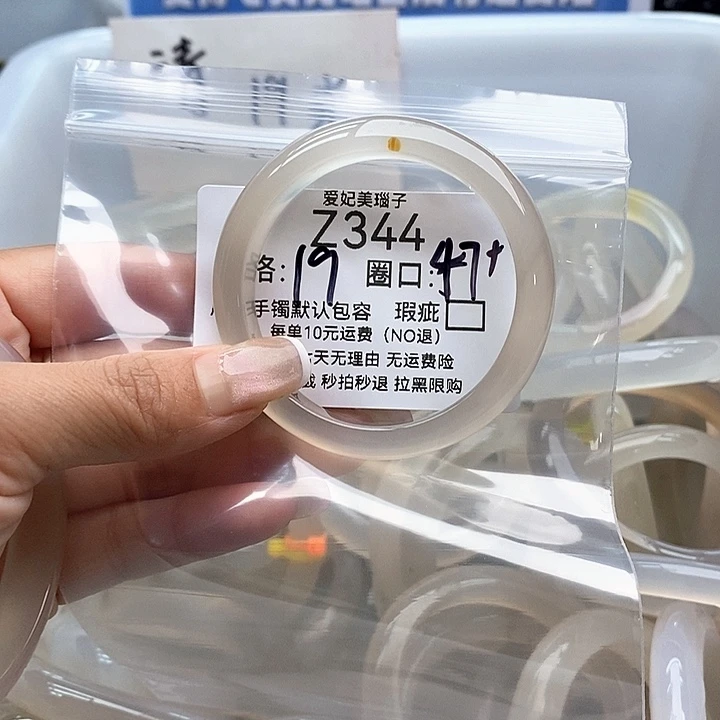 爱妃美瑙子
Z344
格:19 圈口:47+
手镯默认包容 瑕疵
每单10元运费（NO退）
天无理由 无运费险
秒拍秒退 拉黑限购